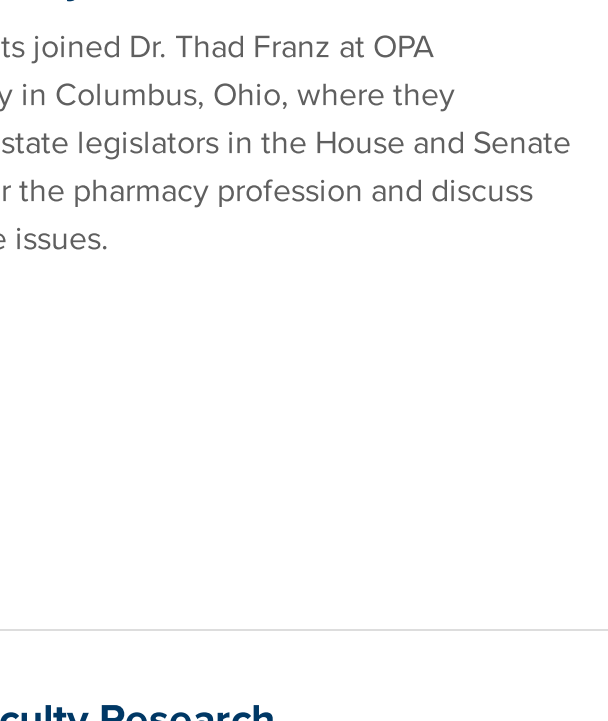 ts joined Dr. Thad Franz at OPA
y in Columbus, Ohio, where they
state legislators in the House and Senate
r the pharmacy profession and discuss
e issues.
culty Research